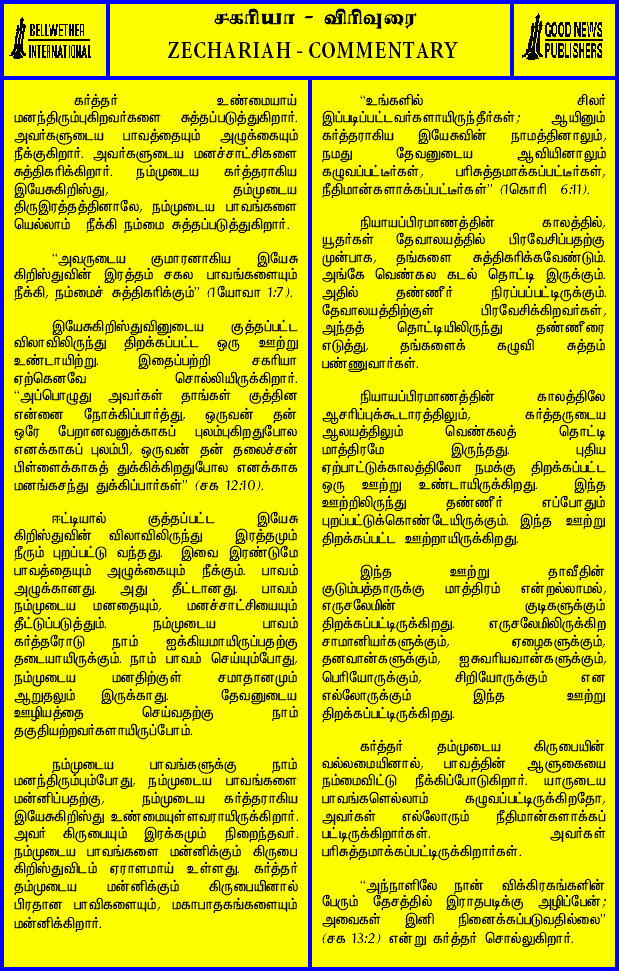 BELLWETHER
INTERNATIONAL
சகரியா - விரிவுரை
ZECHARIAH - COMMENTARY
GOOD NEWS
PUBLISHERS
கர்த்தர் உண்மையாய்
மனந்திரும்புகிறவர்களை சுத்தப்படுத்துகிறார்.
அவர்களுடைய பாவத்தையும் அழுக்கையும்
நீக்குகிறார். அவர்களுடைய மனச்சாட்சிகளை
சுத்திகரிக்கிறார். நம்முடைய கர்த்தராகிய
இயேசுகிறிஸ்து, தம்முடைய
திருஇரத்தத்தினாலே, நம்முடைய பாவங்களை
யெல்லாம் நீக்கி நம்மை சுத்தப்படுத்துகிறார்.
“அவருடைய குமாரனாகிய இயேசு
கிறிஸ்துவின் இரத்தம் சகல பாவங்களையும்
நீக்கி, நம்மைச் சுத்திகரிக்கும்” (1யோவா 1:7).
இயேசுகிறிஸ்துவினுடைய குத்தப்பட்ட
விலாவிலிருந்து திறக்கப்பட்ட ஒரு ஊற்று
உண்டாயிற்று. இதைப்பற்றி சகரியா
ஏற்கெனவே சொல்லியிருக்கிறார்.
“அப்பொழுது அவர்கள் தாங்கள் குத்தின
என்னை நோக்கிப்பார்த்து, ஒருவன் தன்
ஒரே பேறானவனுக்காகப் புலம்புகிறதுபோல
எனக்காகப் புலம்பி, ஒருவன் தன் தலைச்சன்
பிள்ளைக்காகத் துக்கிக்கிறதுபோல எனக்காக
மனங்கசந்து துக்கிப்பார்கள்” (சக 12:10).
ஈட்டியால் குத்தப்பட்ட இயேசு
கிறிஸ்துவின் விலாவிலிருந்து இரத்தமும்
நீரும் புறப்பட்டு வந்தது. இவை இரண்டுமே
பாவத்தையும் அழுக்கையும் நீக்கும். பாவம்
அழுக்கானது. அது தீட்டானது. பாவம்
நம்முடைய மனதையும், மனச்சாட்சியையும்
தீட்டுப்படுத்தும். நம்முடைய பாவம்
கர்த்தரோடு நாம் ஐக்கியமாயிருப்பதற்கு
தடையாயிருக்கும். நாம் பாவம் செய்யும்போது,
நம்முடைய மனதிற்குள் சமாதானமும்
ஆறுதலும் இருக்காது. தேவனுடைய
ஊழியத்தை செய்வதற்கு நாம்
தகுதியற்றவர்களாயிருப்போம்.
நம்முடைய பாவங்களுக்கு நாம்
மனந்திரும்பும்போது, நம்முடைய பாவங்களை
மன்னிப்பதற்கு, நம்முடைய கர்த்தராகிய
இயேசுகிறிஸ்து உண்மையுள்ளவராயிருக்கிறார்.
அவர் கிருபையும் இரக்கமும் நிறைந்தவர்.
நம்முடைய பாவங்களை மன்னிக்கும் கிருபை
கிறிஸ்துவிடம் ஏராளமாய் உள்ளது. கர்த்தர்
தம்முடைய மன்னிக்கும் கிருபையினால்
பிரதான பாவிகளையும், மகாபாதகங்களையும்
மன்னிக்கிறார்.
“உங்களில் சிலர்
இப்படிப்பட்டவர்களாயிருந்தீர்கள்; ஆயினும்
கர்த்தராகிய இயேசுவின் நாமத்தினாலும்,
நமது தேவனுடைய ஆவியினாலும்
கழுவப்பட்டீர்கள், பரிசுத்தமாக்கப்பட்டீர்கள்,
நீதிமான்களாக்கப்பட்டீர்கள்” (1கொரி 6:11).
நியாயப்பிரமாணத்தின் காலத்தில்,
யூதர்கள் தேவாலயத்தில் பிரவேசிப்பதற்கு
முன்பாக, தங்களை சுத்திகரிக்கவேண்டும்.
அங்கே வெண்கல கடல் தொட்டி இருக்கும்.
அதில் தண்ணீர் நிரப்பப்பட்டிருக்கும்.
தேவாலயத்திற்குள் பிரவேசிக்கிறவர்கள்,
அந்தத் தொட்டியிலிருந்து தண்ணீரை
எடுத்து, தங்களைக் கழுவி சுத்தம்
பண்ணுவார்கள்.
நியாயப்பிரமாணத்தின் காலத்திலே
ஆசரிப்புக்கூடாரத்திலும், கர்த்தருடைய
ஆலயத்திலும் வெண்கலத் தொட்டி
மாத்திரமே இருந்தது. புதிய
ஏற்பாட்டுக்காலத்திலோ நமக்கு திறக்கப்பட்ட
ஒரு ஊற்று உண்டாயிருக்கிறது. இந்த
ஊற்றிலிருந்து தண்ணீர் எப்போதும்
புறப்பட்டுக்கொண்டேயிருக்கும். இந்த ஊற்று
திறக்கப்பட்ட ஊற்றாயிருக்கிறது.
இந்த ஊற்று தாவீதின்
குடும்பத்தாருக்கு மாத்திரம் என்றல்லாமல்,
எருசலேமின் குடிகளுக்கும்
திறக்கப்பட்டிருக்கிறது. எருசலேமிலிருக்கிற
சாமானியர்களுக்கும், ஏழைகளுக்கும்,
தனவான்களுக்கும், ஐசுவரியவான்களுக்கும்,
பெரியோருக்கும், சிறியோருக்கும் என
எல்லோருக்கும் இந்த ஊற்று
திறக்கப்பட்டிருக்கிறது.
கர்த்தர் தம்முடைய கிருபையின்
வல்லமையினால், பாவத்தின் ஆளுகையை
நம்மைவிட்டு நீக்கிப்போடுகிறார். யாருடைய
பாவங்களெல்லாம் கழுவப்பட்டிருக்கிறதோ,
அவர்கள் எல்லோரும் நீதிமான்களாக்கப்
பட்டிருக்கிறார்கள். அவர்கள்
பரிசுத்தமாக்கப்பட்டிருக்கிறார்கள்.
“அந்நாளிலே நான் விக்கிரகங்களின்
பேரும் தேசத்தில் இராதபடிக்கு அழிப்பேன்;
அவைகள் இனி நினைக்கப்படுவதில்லை”
(சக 13:2) என்று கர்த்தர் சொல்லுகிறார்.